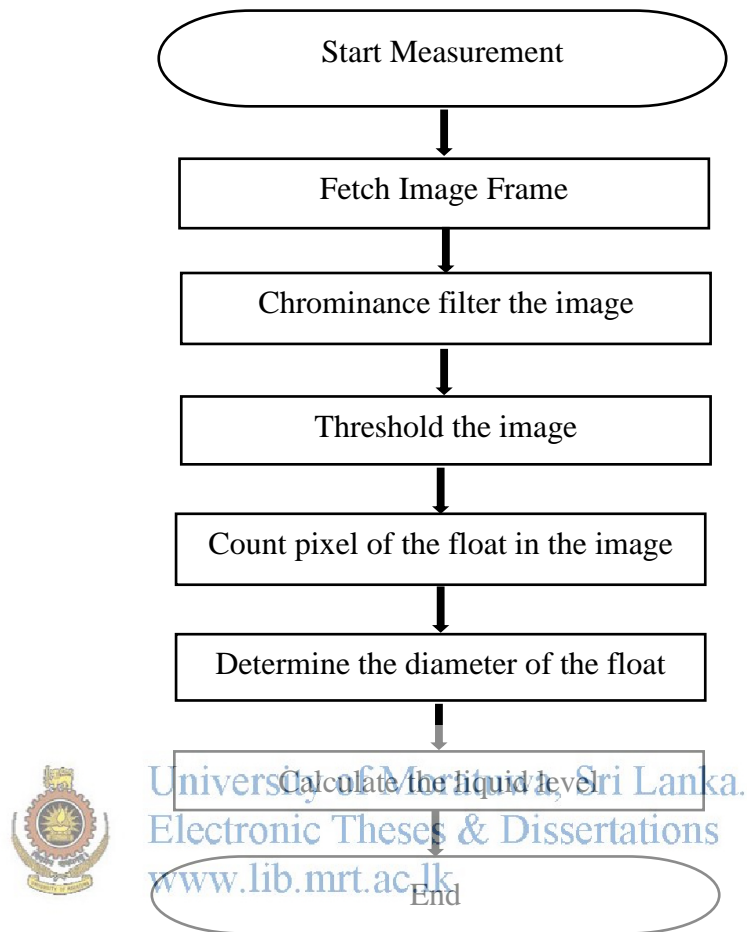 Start Measurement
Fetch Image Frame
Chrominance filter the image
Threshold the image
Count pixel of the float in the image
Determine the diameter of the float
Calculate the liquid level
University of Moratuwa, Sri Lanka.
Electronic Theses & Dissertations
www.lib.mrt.ac.lk
End